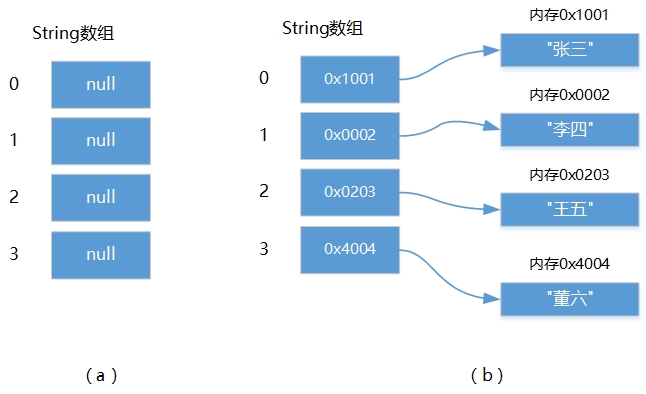 String数组
0
null
1
null
2
null
3
null
(a)
String数组
0
0x1001
1
0x0002
2
0x0203
3
0x4004
内存0x1001
"张三"
内存0x0002
"李四"
内存0x0203
"王五"
内存0x4004
"董六"
(b)